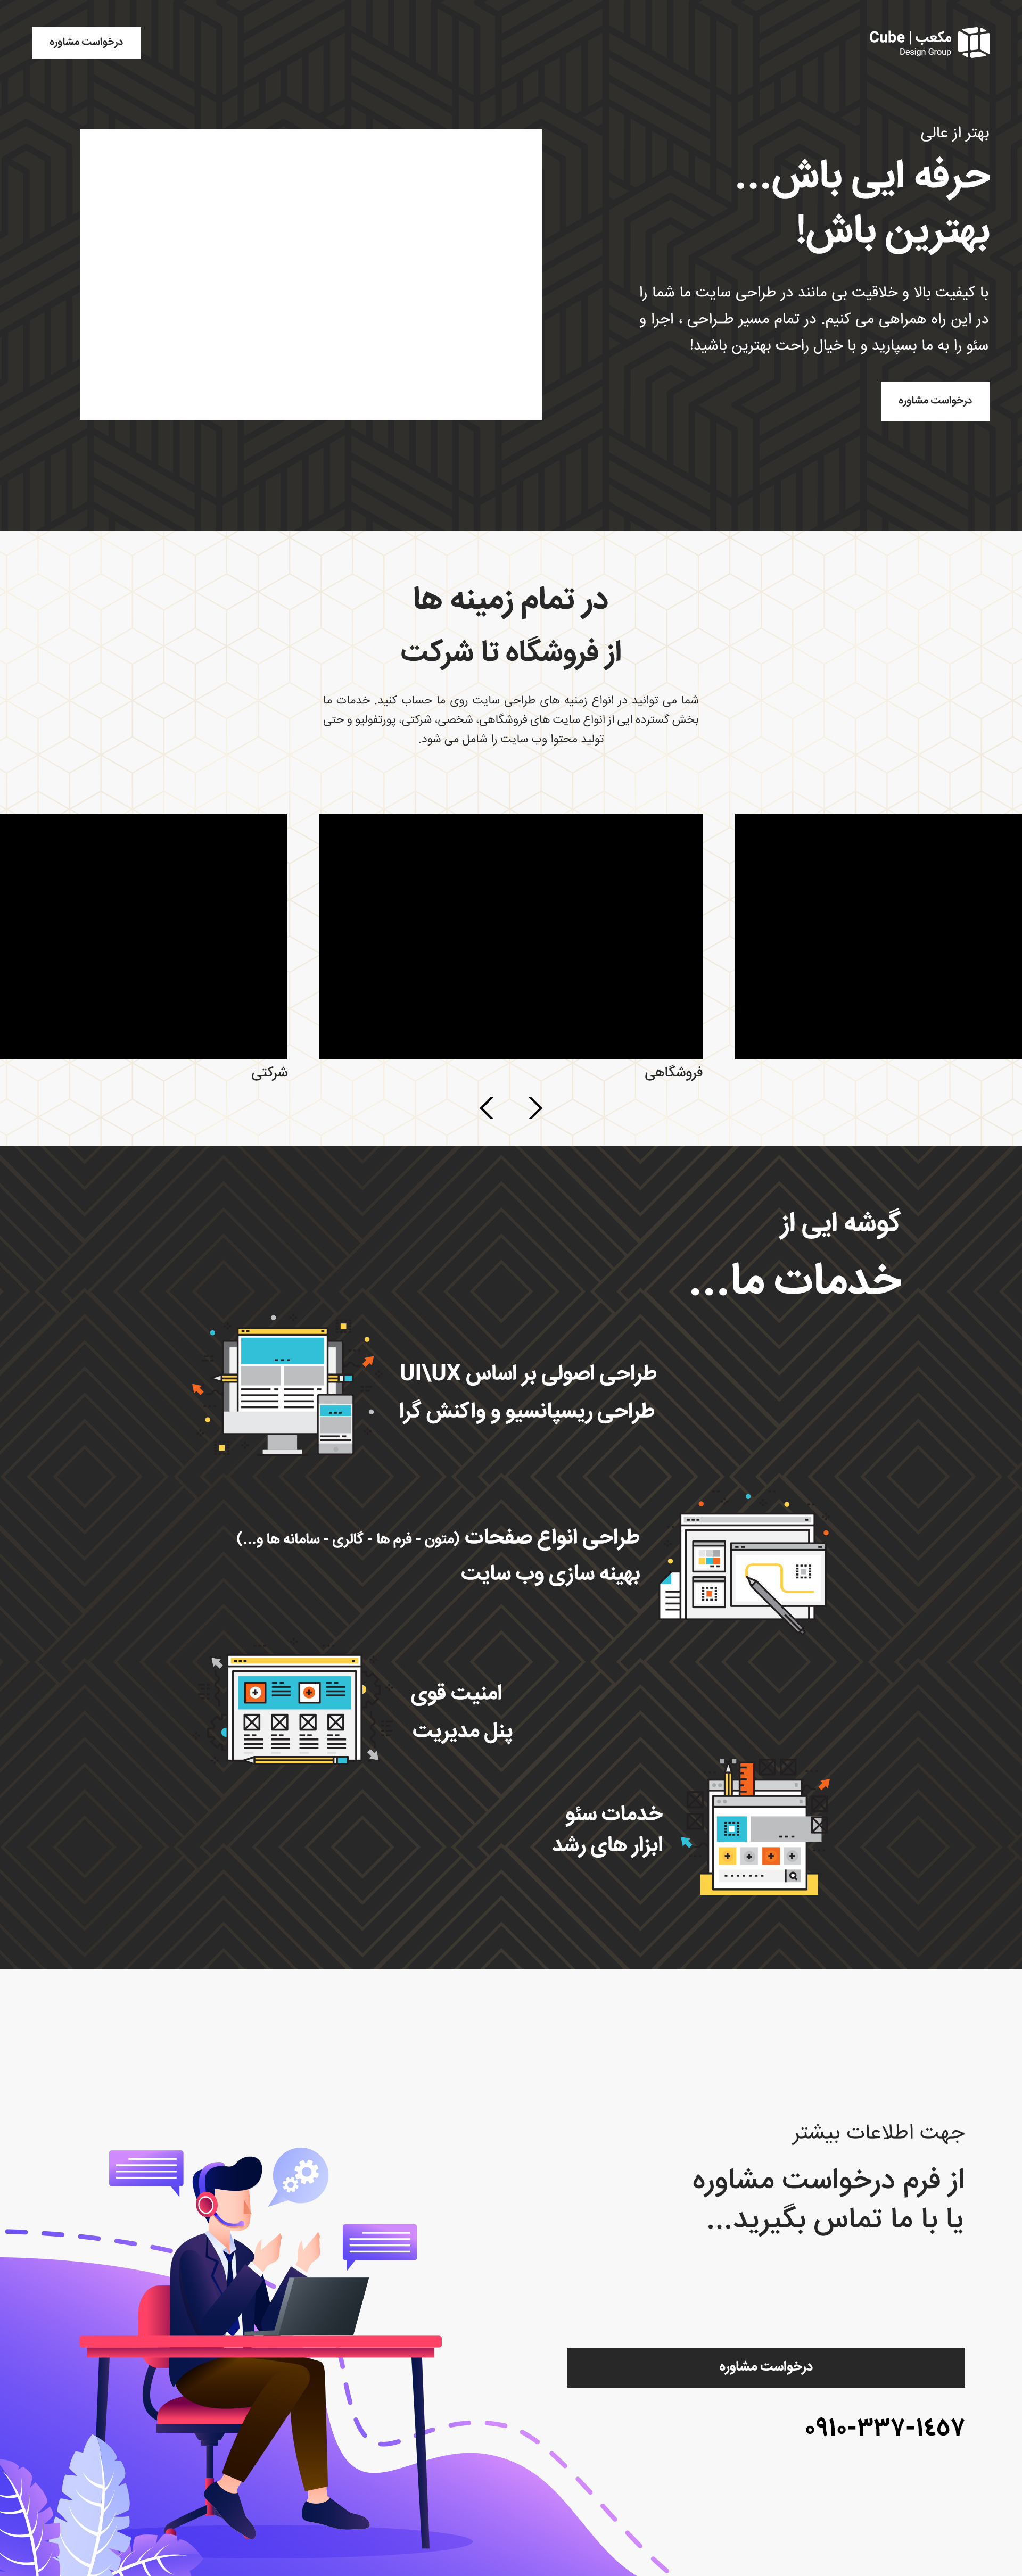 مکعب | Cube
Design Group
درخواست مشاوره
بهتر از عالی
حرفه ایی باش...
بهترین باش!
با کیفیت بالا و خلاقیت بی مانند در طراحی سایت ما شما را
در این راه همراهی می کنیم. در تمام مسیر طـراحی ، اجرا و
سئو را به ما بسپارید و با خیال راحت بهترین باشید!
درخواست مشاوره
در تمام زمینه ها
از فروشگاه تا شرکت
شما می توانید در انواع زمنیه های طراحی سایت روی ما حساب کنید. خدمات ما
بخش گسترده ایی از انواع سایت های فروشگاهی، شخصی، شرکتی، پورتفولیو و حتی
تولید محتوا وب سایت را شامل می شود.
فروشگاهی
شرکتی
گوشه ایی از
خدمات ما...
طراحی اصولی بر اساس UI\UX
طراحی ریسپانسیو و واکنش گرا
طراحی انواع صفحات (متون - فرم ها - گالری - سامانه ها و...)
بهینه سازی وب سایت
امنیت قوی
پنل مدیریت
خدمات سئو
ابزار های رشد
جهت اطلاعات بیشتر
از فرم درخواست مشاوره
یا با ما تماس بگیرید...
درخواست مشاوره
٠٩١٠-٣٣٧-١٤٥٧